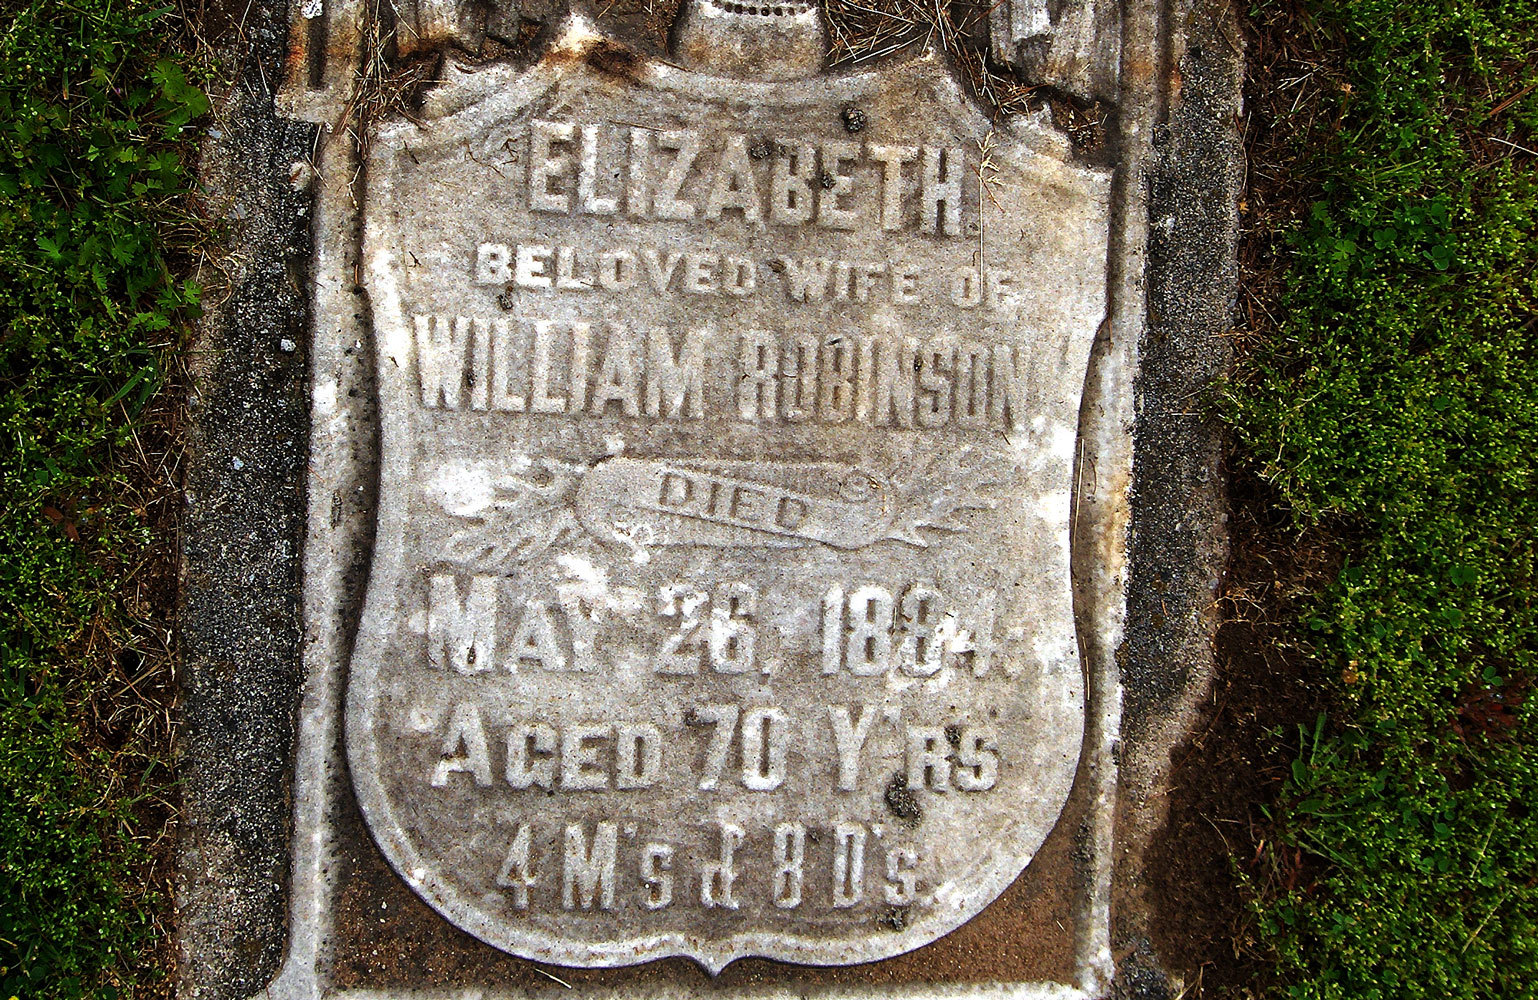 ELIZABETH.
BELOVED WIFE OF
WILLIAM ROBINSON,
DIED
MAY 26, 1884.
AGED 70 Y'RS
4 M's & 8 D's.